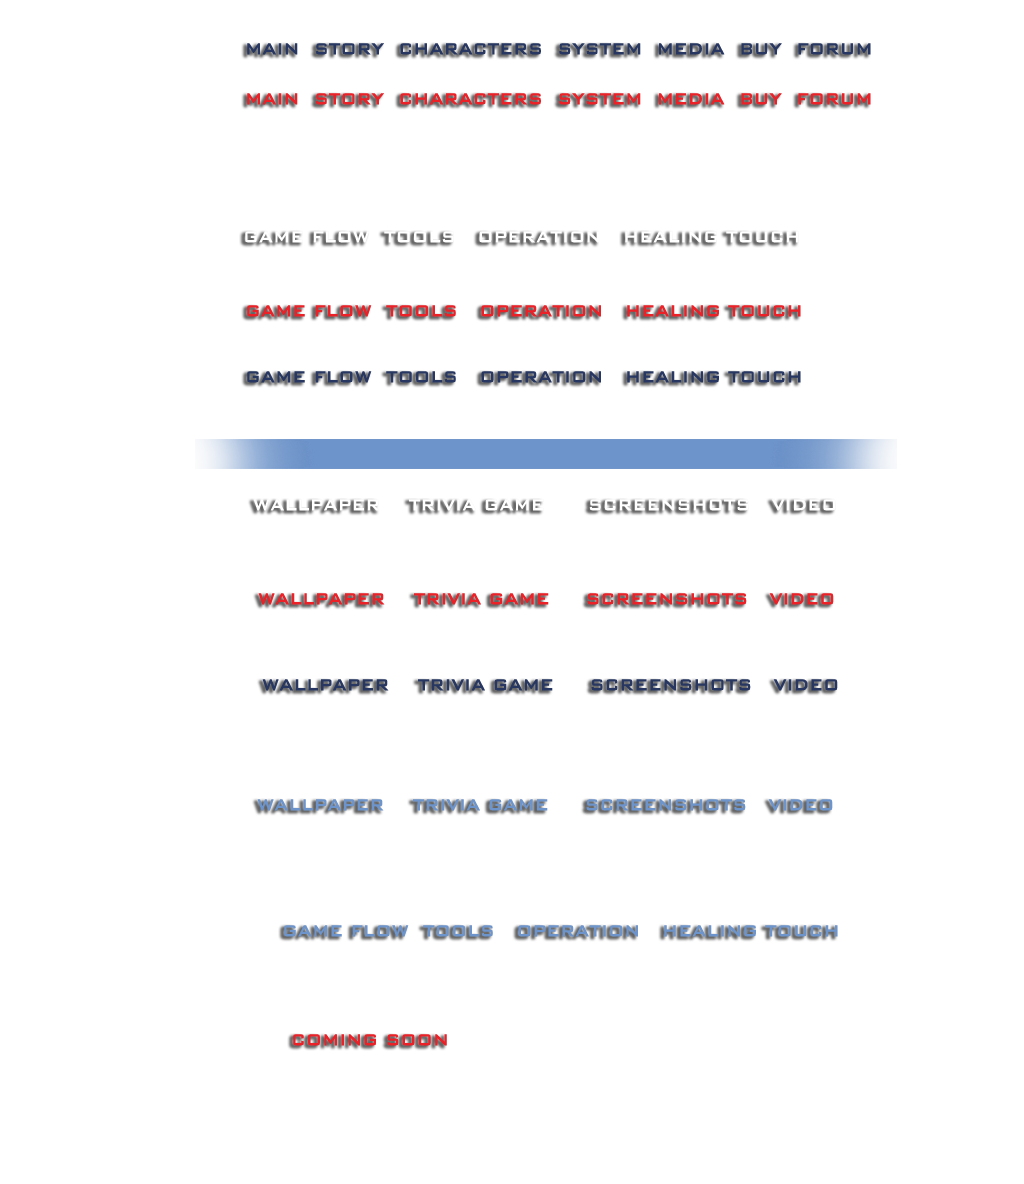 MAIN STORY CHARACTERS SYSTEM MEDIA BUY FORUM
MAIN STORY CHARACTERS SYSTEM MEDIA BUY FORUM
GAME FLOW TOOLS OPERATION HEALING TOUCH
GAME FLOW TOOLS OPERATION HEALING TOUCH
GAME FLOW TOOLS OPERATION HEALING TOUCH
WALLPAPER TRIVIA GAME SCREENSHOTS VIDEO
WALLPAPER TRIVIA GAME SCREENSHOTS VIDEO
WALLPAPER TRIVIA GAME SCREENSHOTS VIDEO
WALLPAPER TRIVIA GAME SCREENSHOTS VIDEO
GAME FLOW TOOLS OPERATION HEALING TOUCH
COMING SOON